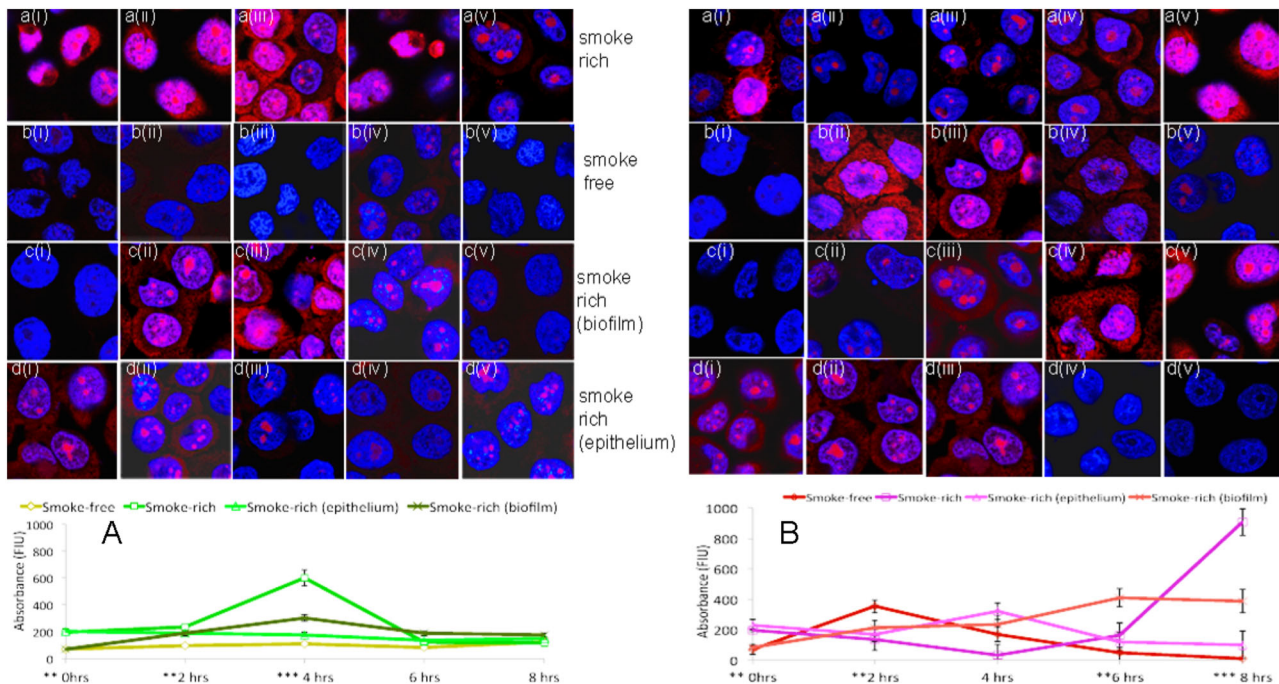 a(i) a(ii) a(iii) a(iv) a(v)
smoke
rich
b(i) b(ii) b(iii) b(iv) b(v)
smoke
free
c(i) c(ii) c(iii) c(iv) c(v)
smoke
rich
(biofilm)
d(i) d(ii) d(iii) d(iv) d(v)
smoke
rich
(epithelium)
Smoke-free Smoke-rich Smoke-rich (epithelium) Smoke-rich (biofilm)
A
Absorbance (FIU)
1000
800
600
400
200
0
** 0hrs **2 hrs *** 4 hrs 6 hrs 8 hrs
a(i) a(ii) a(iii) a(iv) a(v)
b(i) b(ii) b(iii) b(iv) b(v)
c(i) c(ii) c(iii) c(iv) c(v)
d(i) d(ii) d(iii) d(iv) d(v)
Smoke-free Smoke-rich Smoke-rich (epithelium) Smoke-rich (biofilm)
B
Absorbance (FIU)
1000
800
600
400
200
0
** 0hrs **2 hrs 4 hrs **6 hrs *** 8 hrs